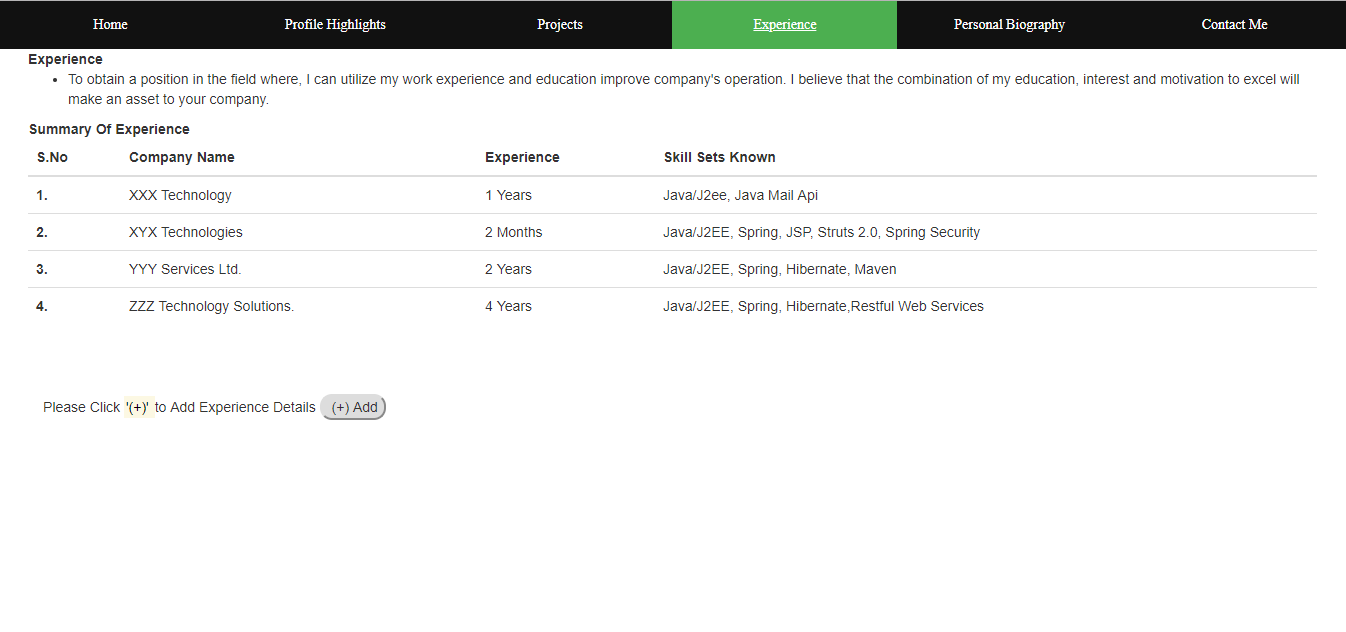 Home Profile Highlights Projects Experience Personal Biography Contact Me
Experience
• To obtain a position in the field where, I can utilize my work experience and education improve company's operation. I believe that the combination of my education, interest and motivation to excel will
make an asset to your company.
Summary Of Experience
S.No Company Name Experience Skill Sets Known
1. XXX Technology 1 Years Java/J2ee, Java Mail Api
2. XYX Technologies 2 Months Java/J2EE, Spring, JSP, Struts 2.0, Spring Security
3. YYY Services Ltd. 2 Years Java/J2EE, Spring, Hibernate, Maven
4. ZZZ Technology Solutions. 4 Years Java/J2EE, Spring, Hibernate,Restful Web Services
Please Click '(+)' to Add Experience Details (+) Add